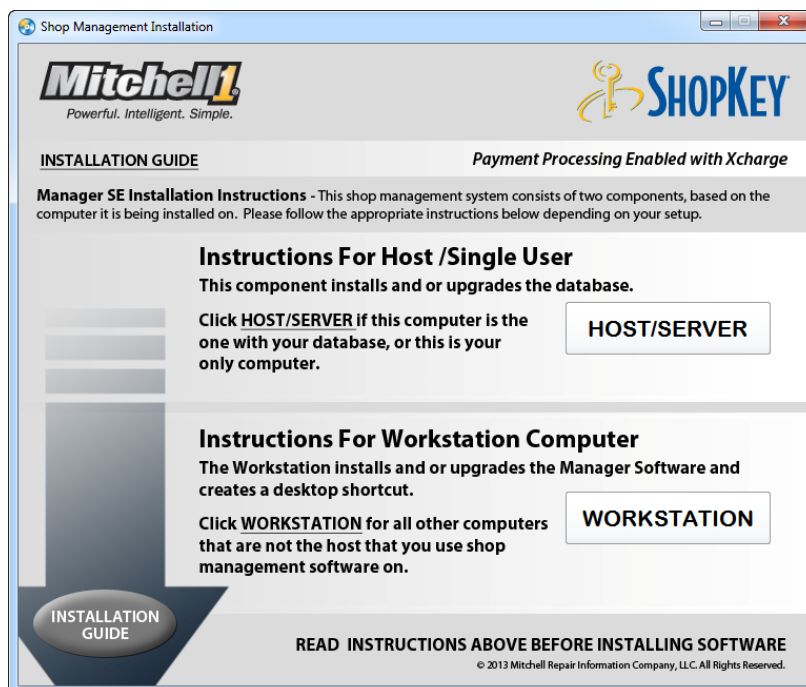 Shop Management Installation
Mitchell1®
Powerful. Intelligent. Simple.
SHOPKEY
INSTALLATION GUIDE
Payment Processing Enabled with Xcharge
Manager SE Installation Instructions - This shop management system consists of two components, based on the
computer it is being installed on. Please follow the appropriate instructions below depending on your setup.
Instructions For Host /Single User
This component installs and or upgrades the database.
Click HOST/SERVER if this computer is the
one with your database, or this is your
only computer.
HOST/SERVER
Instructions For Workstation Computer
The Workstation installs and or upgrades the Manager Software and
creates a desktop shortcut.
Click WORKSTATION for all other computers
that are not the host that you use shop
management software on.
WORKSTATION
INSTALLATION
GUIDE
READ INSTRUCTIONS ABOVE BEFORE INSTALLING SOFTWARE
© 2013 Mitchell Repair Information Company, LLC. All Rights Reserved.